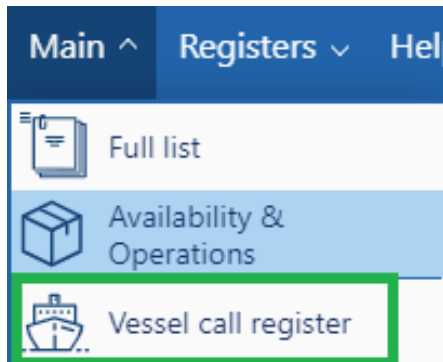 Main Registers Hel
Full list
Availability &
Operations
Vessel call register